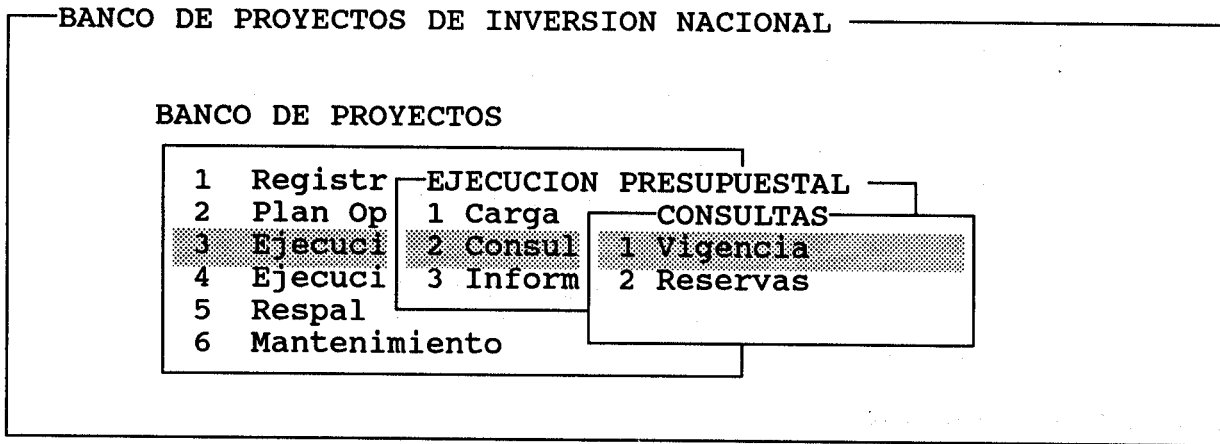 BANCO DE PROYECTOS DE INVERSION NACIONAL
BANCO DE PROYECTOS
1 Registr EJECUCION PRESUPUESTAL
2 Plan Op 1 Carga CONSULTAS
3 Ejecuci 2 Consul 1 Vigencia
4 Ejecuci 3 Inform 2 Reservas
5 Respal
6 Mantenimiento